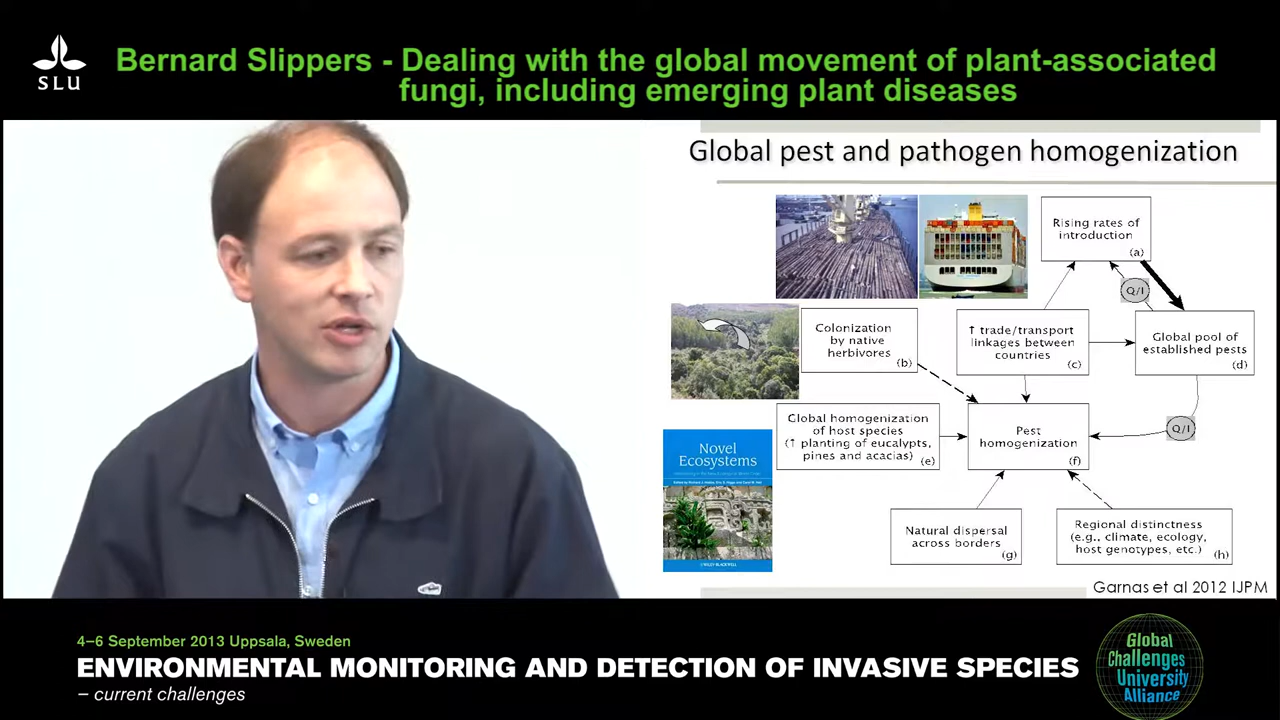 SLU
Bernard Slippers - Dealing with the global movement of plant-associated
fungi, including emerging plant diseases
Global pest and pathogen homogenization
Rising rates of
introduction
(a)
Q/I
Colonization
by native
herbivores
(b)
↑ trade/transport
linkages between
countries
(c)
Global pool of
established pests
(d)
Global homogenization
of host species
(↑ planting of eucalypts,
pines and acacias)
(e)
Pest
homogenization
(f)
Q/I
Novel
Ecosystems
WILEY-BLACKWELL
Natural dispersal
across borders
(g)
Regional distinctness
(e.g., climate, ecology,
host genotypes, etc.)
(h)
Garnas et al 2012 IJPM
4–6 September 2013 Uppsala, Sweden
ENVIRONMENTAL MONITORING AND DETECTION OF INVASIVE SPECIES
– current challenges
Global
Challenges
University
Alliance